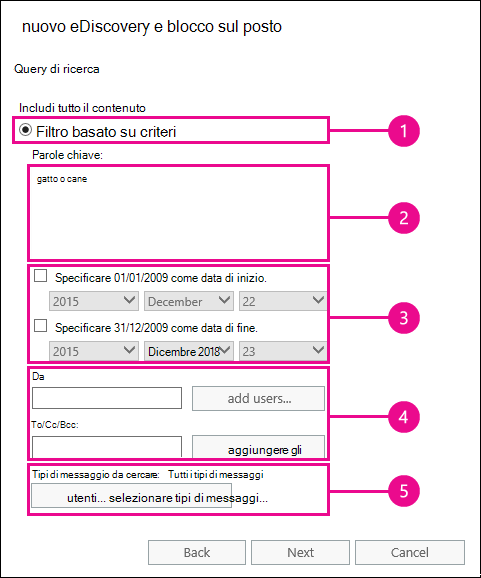 nuovo eDiscovery e blocco sul posto
Query di ricerca
Includi tutto il contenuto
Filtro basato su criteri
1
Parole chiave:
gatto o cane
2
Specificare 01/01/2009 come data di inizio.
2015 December 22
3
Specificare 31/12/2009 come data di fine.
2015 Dicembre 2018 23
Da
add users...
4
To/Cc/Bcc:
aggiungere gli
Tipi di messaggio da cercare: Tutti i tipi di messaggi
5
utenti... selezionare tipi di messaggi...
Back Next Cancel